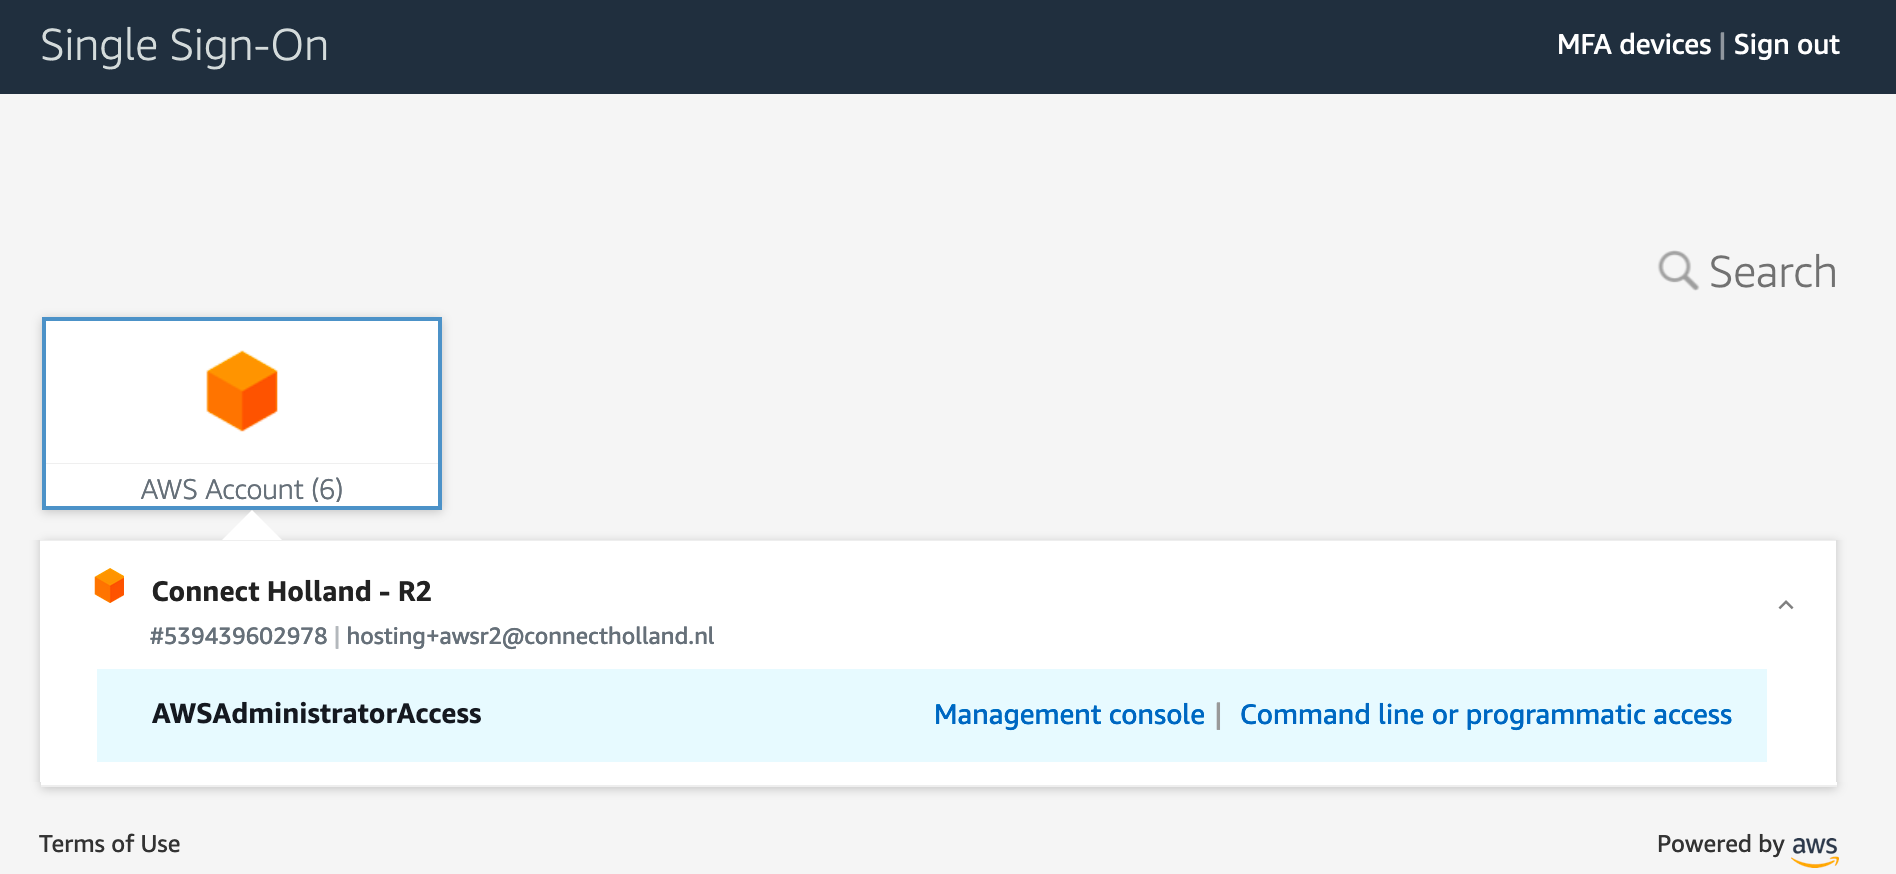 Single Sign-On
MFA devices | Sign out
Search
AWS Account (6)
Connect Holland - R2
#539439602978 | hosting+awsr2@connectholland.nl
AWSAdministratorAccess
Management console | Command line or programmatic access
Terms of Use
Powered by aws